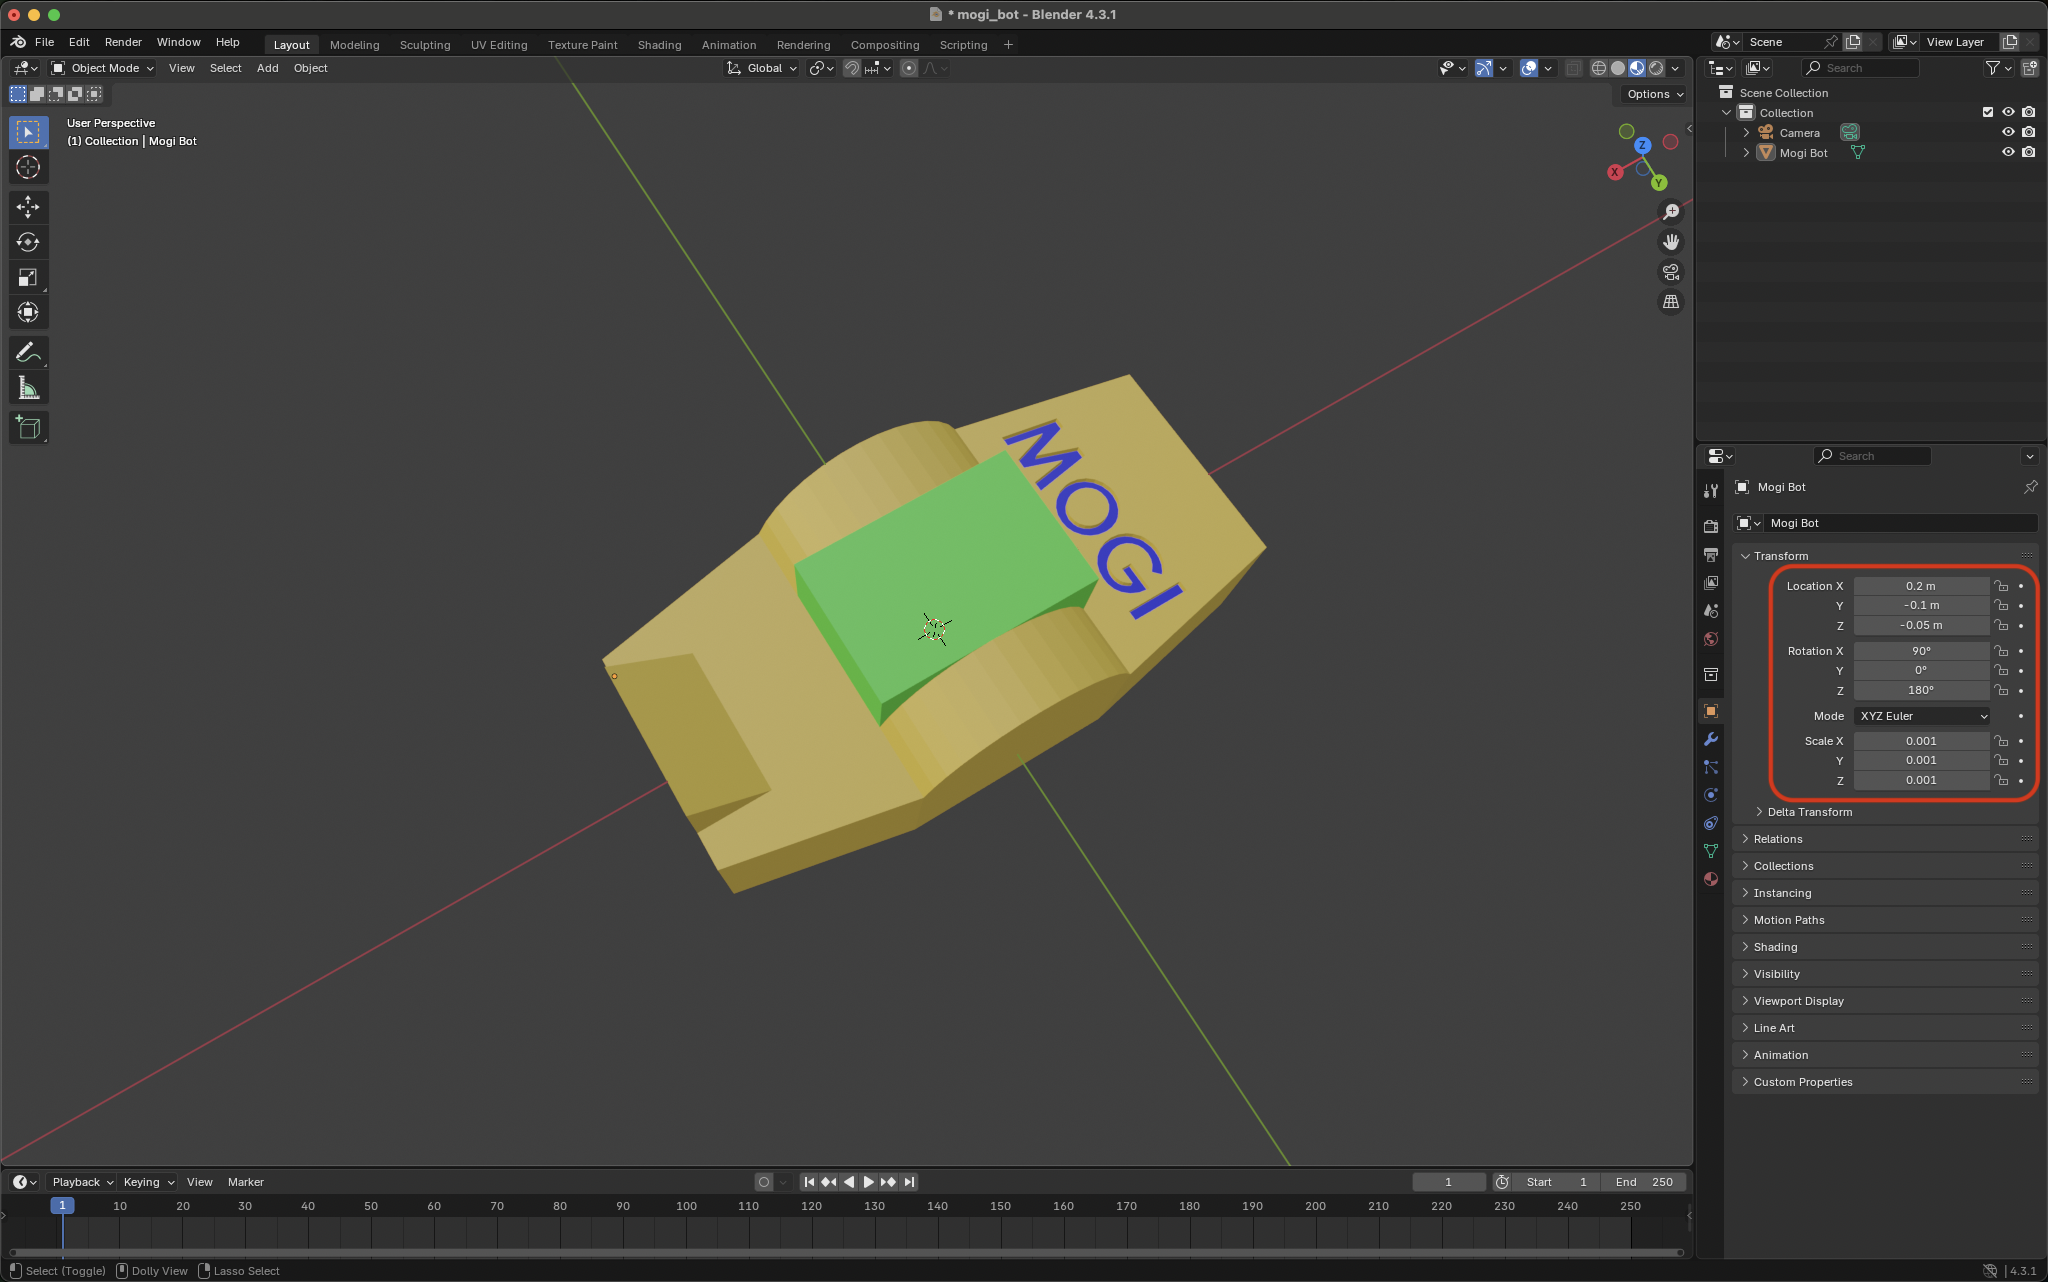 * mogi_bot - Blender 4.3.1
File Edit Render Window Help
Layout Modeling Sculpting UV Editing Texture Paint Shading Animation Rendering Compositing Scripting +
Scene
View Layer
Object Mode View Select Add Object
Global
Options
User Perspective
(1) Collection | Mogi Bot
Z
X
Y
MOGI
Search
Scene Collection
Collection
Camera
Mogi Bot
Search
Mogi Bot
Mogi Bot
Transform
Location X 0.2 m
Y -0.1 m
Z -0.05 m
Rotation X 90°
Y 0°
Z 180°
Mode XYZ Euler
Scale X 0.001
Y 0.001
Z 0.001
Delta Transform
Relations
Collections
Instancing
Motion Paths
Shading
Visibility
Viewport Display
Line Art
Animation
Custom Properties
Playback Keying View Marker
1 Start 1 End 250
1 10 20 30 40 50 60 70 80 90 100 110 120 130 140 150 160 170 180 190 200 210 220 230 240 250
Select (Toggle) Dolly View Lasso Select
4.3.1